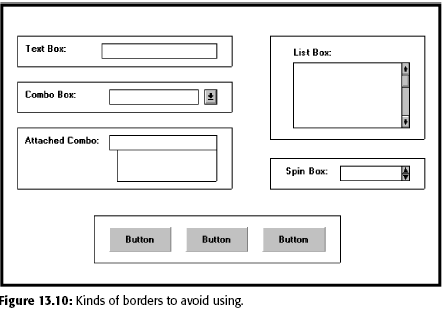 Text Box:
List Box:
Combo Box:
Attached Combo:
Spin Box:
Button Button Button
Figure 13.10: Kinds of borders to avoid using.